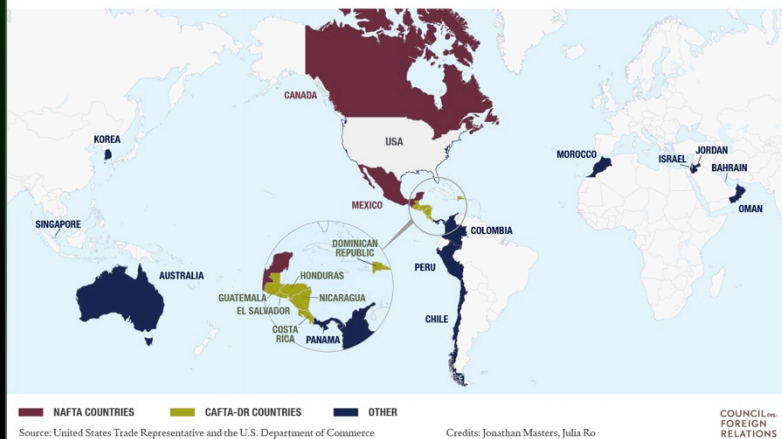 CANADA
KOREA
USA
MOROCCO
JORDAN
ISRAEL
BAHRAIN
MEXICO
OMAN
SINGAPORE
COLOMBIA
DOMINICAN
REPUBLIC
PERU
AUSTRALIA
HONDURAS
GUATEMALA
NICARAGUA
EL SALVADOR
CHILE
COSTA
RICA
PANAMA
NAFTA COUNTRIES
CAFTA-DR COUNTRIES
OTHER
Source: United States Trade Representative and the U.S. Department of Commerce
Credits: Jonathan Masters, Julia Ro
COUNCIL on
FOREIGN
RELATIONS